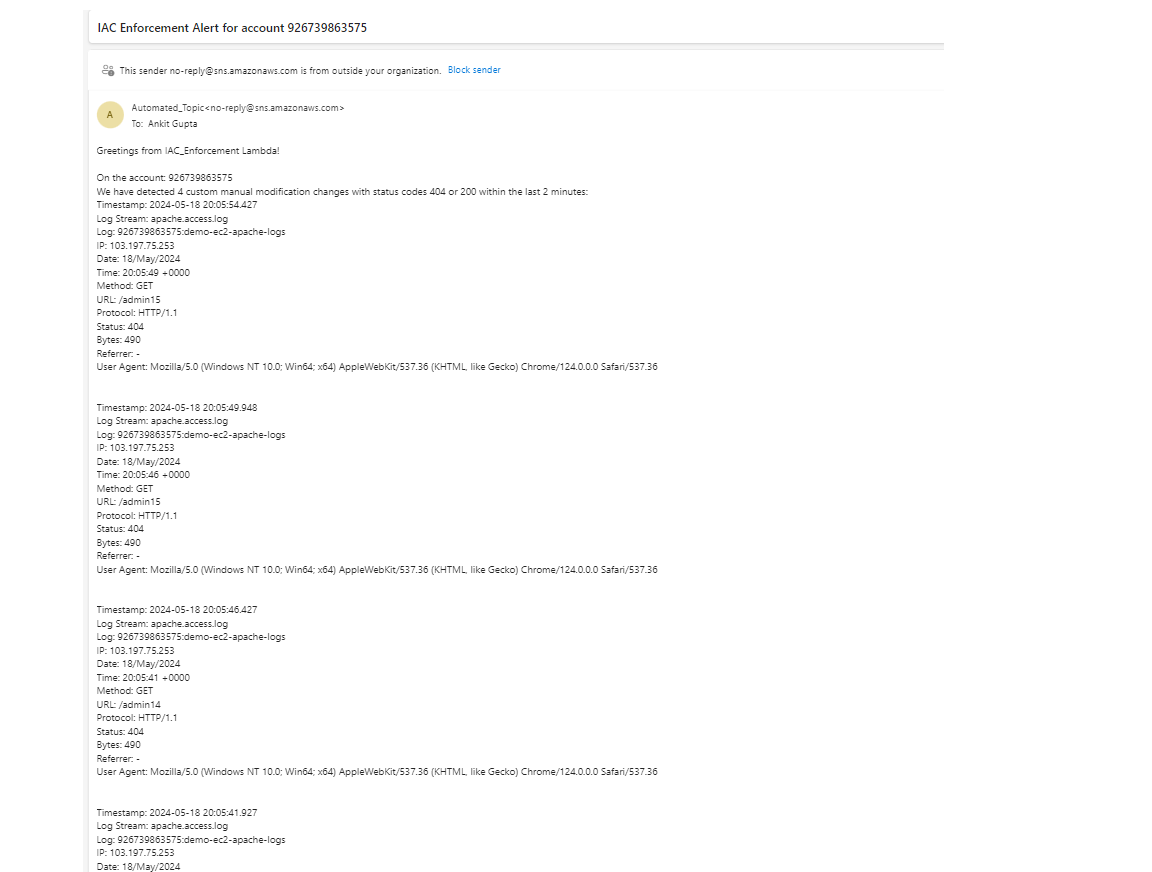 IAC Enforcement Alert for account 926739863575
This sender no-reply@sns.amazonaws.com is from outside your organization. Block sender
A
Automated_Topic<no-reply@sns.amazonaws.com>
To: Ankit Gupta
Greetings from IAC_Enforcement Lambda!
On the account: 926739863575
We have detected 4 custom manual modification changes with status codes 404 or 200 within the last 2 minutes:
Timestamp: 2024-05-18 20:05:54.427
Log Stream: apache.access.log
Log: 926739863575:demo-ec2-apache-logs
IP: 103.197.75.253
Date: 18/May/2024
Time: 20:05:49 +0000
Method: GET
URL: /admin15
Protocol: HTTP/1.1
Status: 404
Bytes: 490
Referrer: -
User Agent: Mozilla/5.0 (Windows NT 10.0; Win64; x64) AppleWebKit/537.36 (KHTML, like Gecko) Chrome/124.0.0.0 Safari/537.36
Timestamp: 2024-05-18 20:05:49.948
Log Stream: apache.access.log
Log: 926739863575:demo-ec2-apache-logs
IP: 103.197.75.253
Date: 18/May/2024
Time: 20:05:46 +0000
Method: GET
URL: /admin15
Protocol: HTTP/1.1
Status: 404
Bytes: 490
Referrer: -
User Agent: Mozilla/5.0 (Windows NT 10.0; Win64; x64) AppleWebKit/537.36 (KHTML, like Gecko) Chrome/124.0.0.0 Safari/537.36
Timestamp: 2024-05-18 20:05:46.427
Log Stream: apache.access.log
Log: 926739863575:demo-ec2-apache-logs
IP: 103.197.75.253
Date: 18/May/2024
Time: 20:05:41 +0000
Method: GET
URL: /admin14
Protocol: HTTP/1.1
Status: 404
Bytes: 490
Referrer: -
User Agent: Mozilla/5.0 (Windows NT 10.0; Win64; x64) AppleWebKit/537.36 (KHTML, like Gecko) Chrome/124.0.0.0 Safari/537.36
Timestamp: 2024-05-18 20:05:41.927
Log Stream: apache.access.log
Log: 926739863575:demo-ec2-apache-logs
IP: 103.197.75.253
Date: 18/May/2024